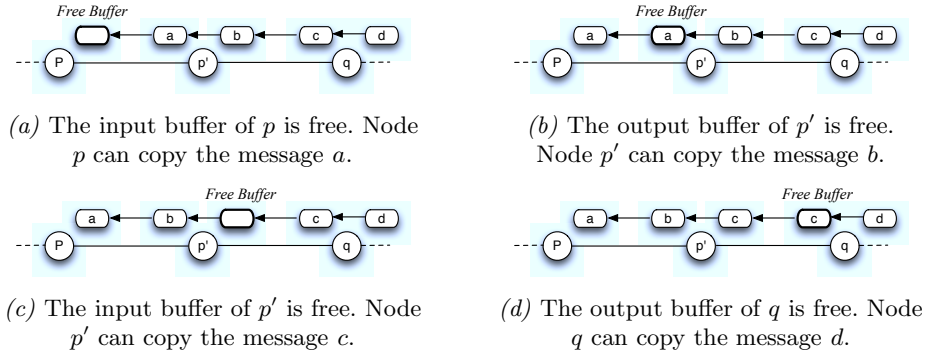 Free Buffer
a b c d
P p' q
(a) The input buffer of p is free. Node
p can copy the message a.
Free Buffer
a a b c d
P p' q
(b) The output buffer of p′ is free.
Node p′ can copy the message b.
Free Buffer
a b c d
P p' q
(c) The input buffer of p′ is free. Node
p′ can copy the message c.
Free Buffer
a b c c d
P p' q
(d) The output buffer of q is free. Node
q can copy the message d.